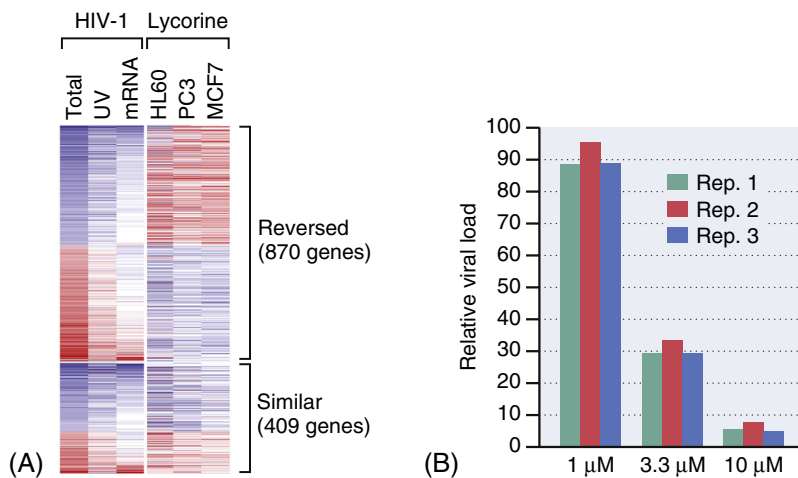 HIV-1 Lycorine
Total UV mRNA HL60 PC3 MCF7
Reversed
(870 genes)
Similar
(409 genes)
(A)
Relative viral load
100
90
80
70
60
50
40
30
20
10
0
Rep. 1
Rep. 2
Rep. 3
1 μM 3.3 μM 10 μM
(B)